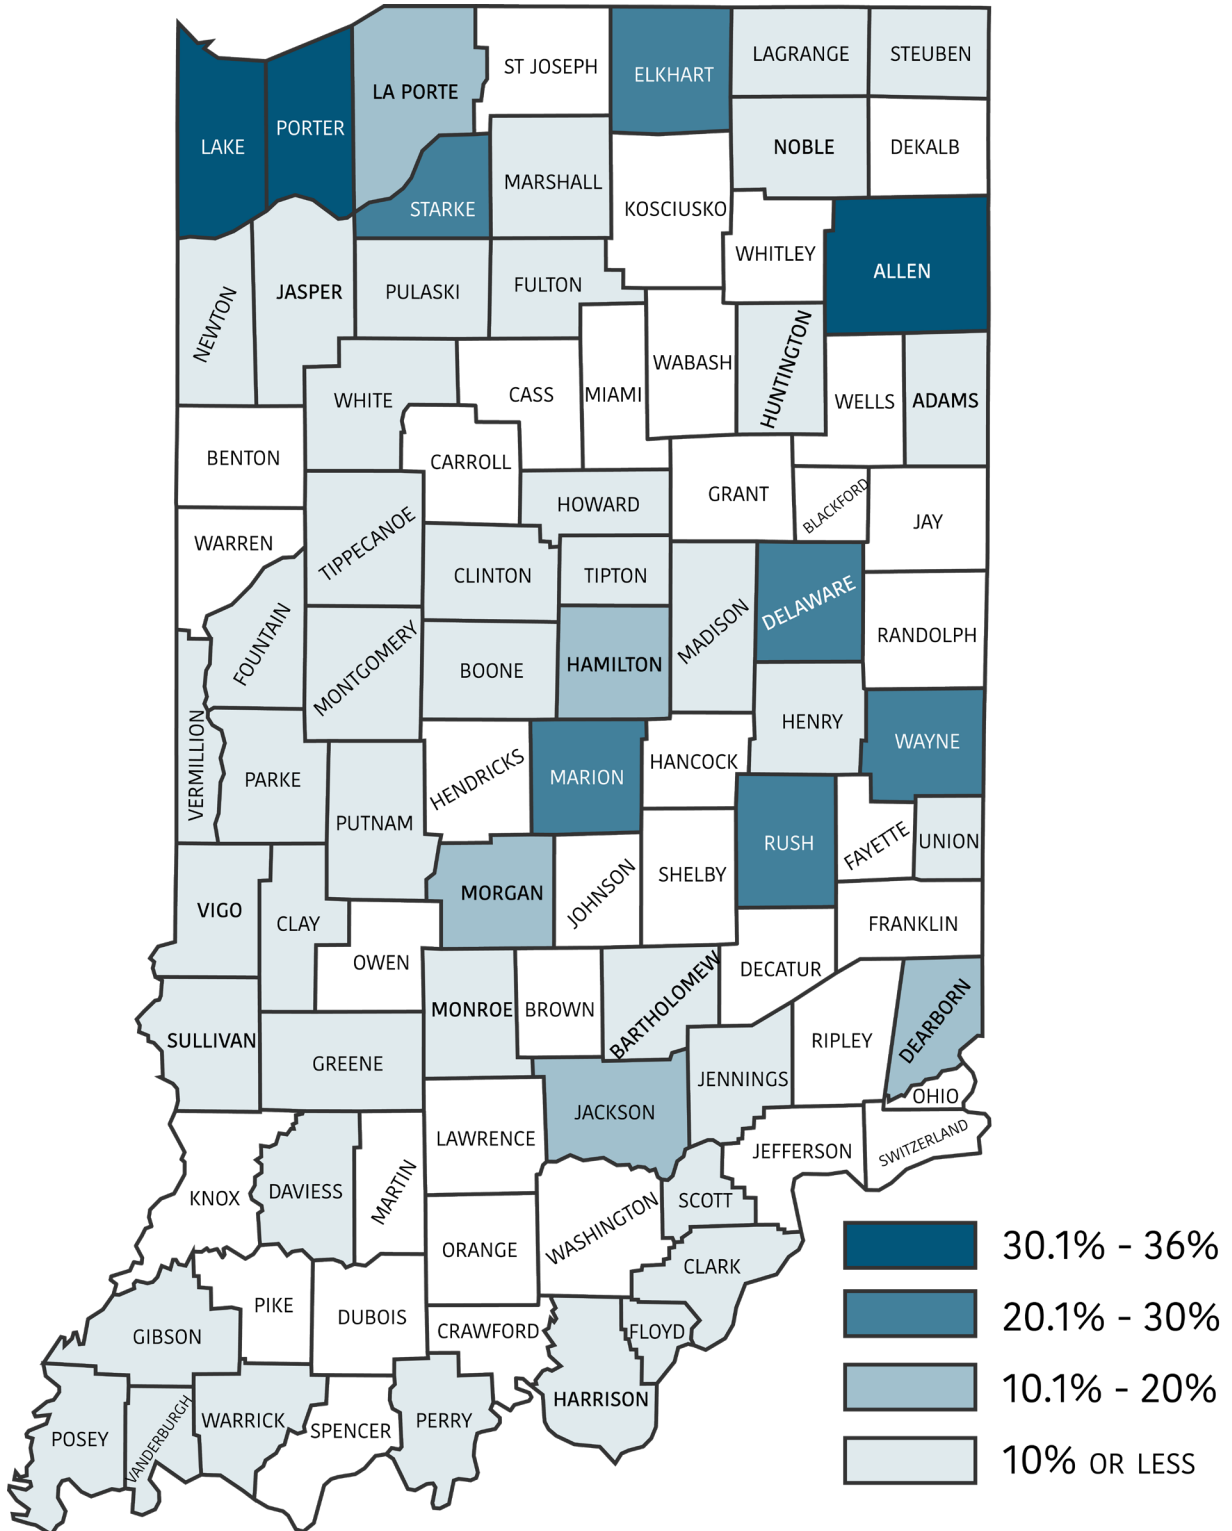 ST JOSEPH
ELKHART
LAGRANGE
STEUBEN
LA PORTE
PORTER
LAKE
NOBLE
DEKALB
MARSHALL
STARKE
KOSCIUSKO
WHITLEY
ALLEN
NEWTON
JASPER
PULASKI
FULTON
WABASH
HUNTINGTON
WHITE
CASS
MIAMI
WELLS
ADAMS
BENTON
CARROLL
GRANT
BLACKFORD
HOWARD
JAY
WARREN
TIPPECANOE
CLINTON
TIPTON
DELAWARE
FOUNTAIN
MADISON
RANDOLPH
MONTGOMERY
BOONE
HAMILTON
HENRY
WAYNE
VERMILLION
PARKE
HENDRICKS
MARION
HANCOCK
PUTNAM
RUSH
FAYETTE
UNION
SHELBY
MORGAN
JOHNSON
VIGO
CLAY
FRANKLIN
OWEN
DECATUR
MONROE
BROWN
BARTHOLOMEW
DEARBORN
SULLIVAN
RIPLEY
GREENE
JENNINGS
OHIO
JACKSON
LAWRENCE
JEFFERSON
SWITZERLAND
KNOX
DAVIESS
MARTIN
SCOTT
WASHINGTON
ORANGE
CLARK
PIKE
DUBOIS
CRAWFORD
FLOYD
GIBSON
HARRISON
POSEY
VANDERBURGH
WARRICK
SPENCER
PERRY
30.1% - 36%
20.1% - 30%
10.1% - 20%
10% OR LESS